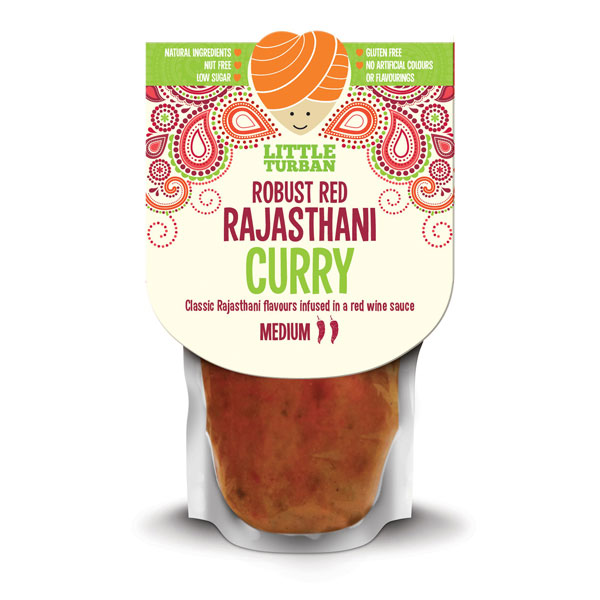 NATURAL INGREDIENTS
NUT FREE
LOW SUGAR
GLUTEN FREE
NO ARTIFICIAL COLOURS
OR FLAVOURINGS
LITTLE
TURBAN
ROBUST RED
RAJASTHANI
CURRY
Classic Rajasthani flavours infused in a red wine sauce
MEDIUM